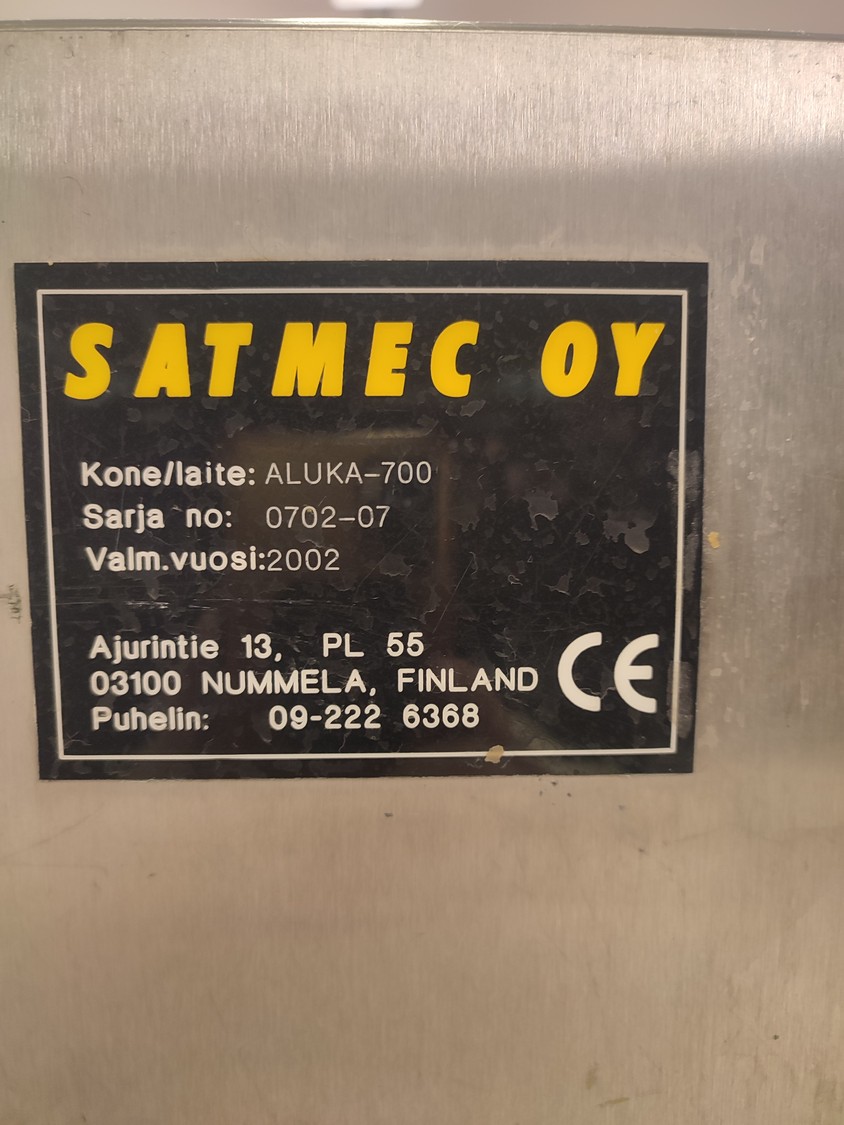 SATMEC OY
Kone/laite: ALUKA-700
Sarja no: 0702-07
Valm.vuosi:2002
Ajurintie 13, PL 55
03100 NUMMELA, FINLAND
Puhelin: 09-222 6368
CE